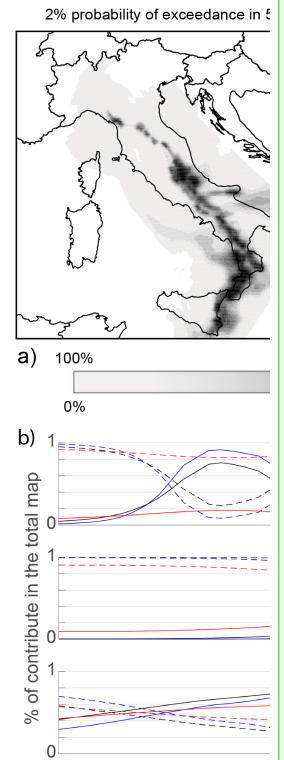 2% probability of exceedance in 5
a)
100%
0%
b)
% of contribute in the total map
1
0
1
0
1
0